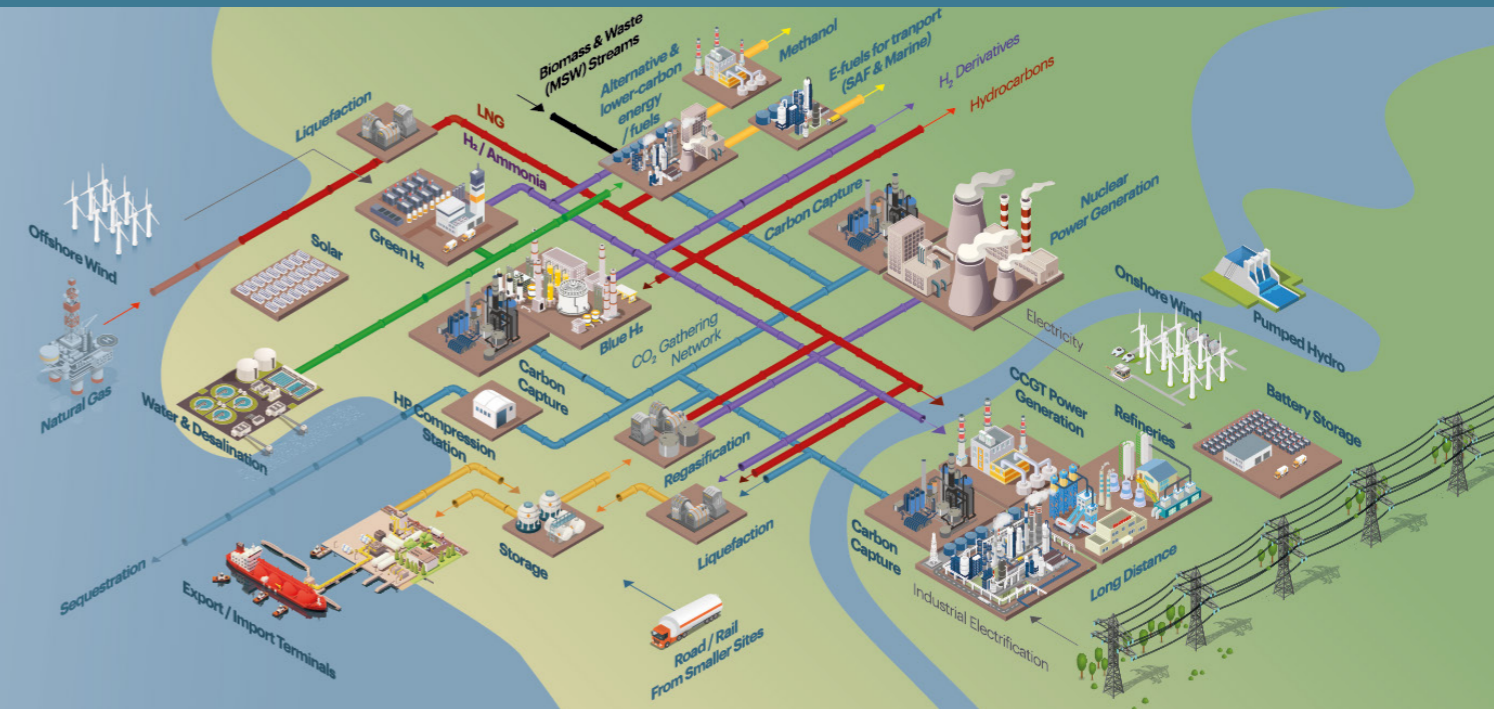 Biomass & Waste
(MSW) Streams
Alternative &
lower-carbon
energy
/ fuels
Methanol
E-fuels for tranport
(SAF & Marine)
H₂ Derivatives
Hydrocarbons
Liquefaction
LNG
H₂ / Ammonia
Offshore Wind
Green H₂
Solar
Carbon Capture
Nuclear
Power Generation
Natural Gas
Water & Desalination
Blue H₂
CO₂ Gathering
Network
Carbon
Capture
HP Compression
Station
Electricity
Onshore Wind
Pumped Hydro
CCGT Power
Generation
Refineries
Battery Storage
Regasification
Storage
Liquefaction
Sequestration
Export / Import Terminals
Road / Rail
From Smaller Sites
Carbon
Capture
Long Distance
Industrial Electrification